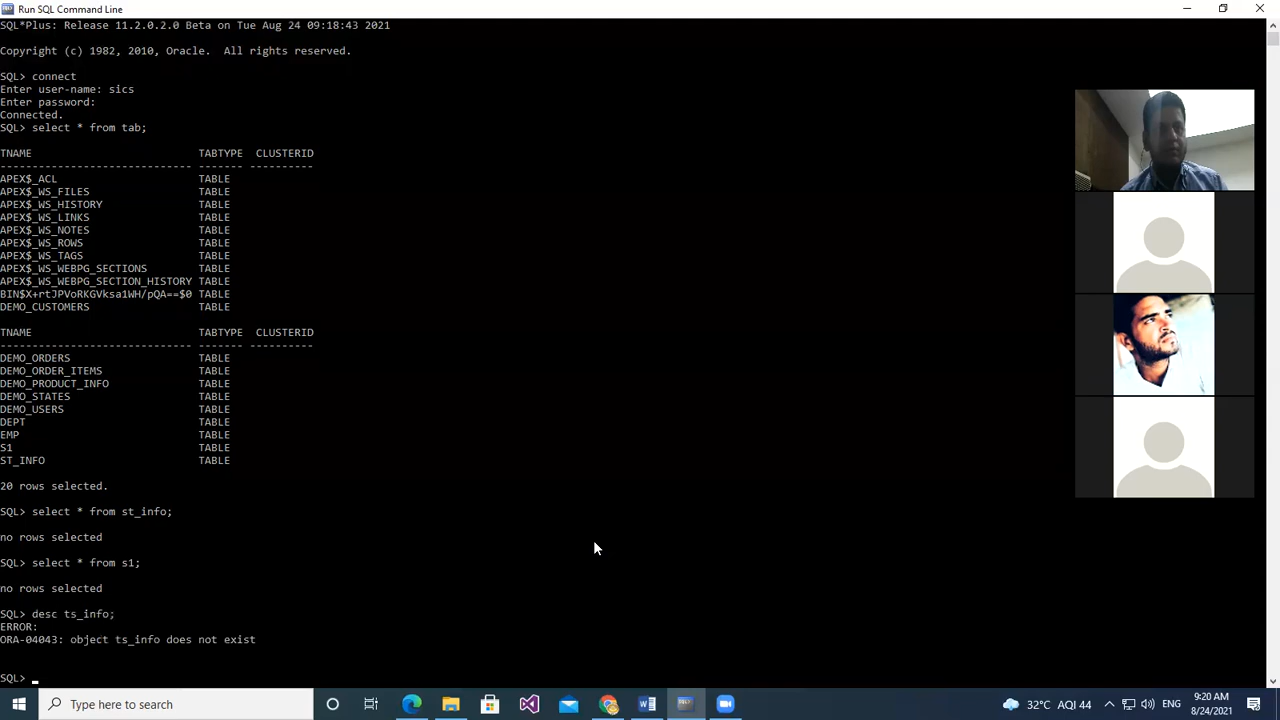 Run SQL Command Line
SQL*Plus: Release 11.2.0.2.0 Beta on Tue Aug 24 09:18:43 2021
Copyright (c) 1982, 2010, Oracle.  All rights reserved.
SQL> connect
Enter user-name: sics
Enter password:
Connected.
SQL> select * from tab;
TNAME                          TABTYPE  CLUSTERID
------------------------------ ------- ----------
APEX$_ACL                      TABLE
APEX$_WS_FILES                 TABLE
APEX$_WS_HISTORY               TABLE
APEX$_WS_LINKS                 TABLE
APEX$_WS_NOTES                 TABLE
APEX$_WS_ROWS                  TABLE
APEX$_WS_TAGS                  TABLE
APEX$_WS_WEBPG_SECTIONS        TABLE
APEX$_WS_WEBPG_SECTION_HISTORY TABLE
BIN$X+rtJPVoRKGVksa1WH/pQA==$0 TABLE
DEMO_CUSTOMERS                 TABLE
TNAME                          TABTYPE  CLUSTERID
------------------------------ ------- ----------
DEMO_ORDERS                    TABLE
DEMO_ORDER_ITEMS               TABLE
DEMO_PRODUCT_INFO              TABLE
DEMO_STATES                    TABLE
DEMO_USERS                     TABLE
DEPT                           TABLE
EMP                            TABLE
S1                             TABLE
ST_INFO                        TABLE
20 rows selected.
SQL> select * from st_info;
no rows selected
SQL> select * from s1;
no rows selected
SQL> desc ts_info;
ERROR:
ORA-04043: object ts_info does not exist
SQL>
Type here to search
32°C AQI 44
ENG
9:20 AM
8/24/2021